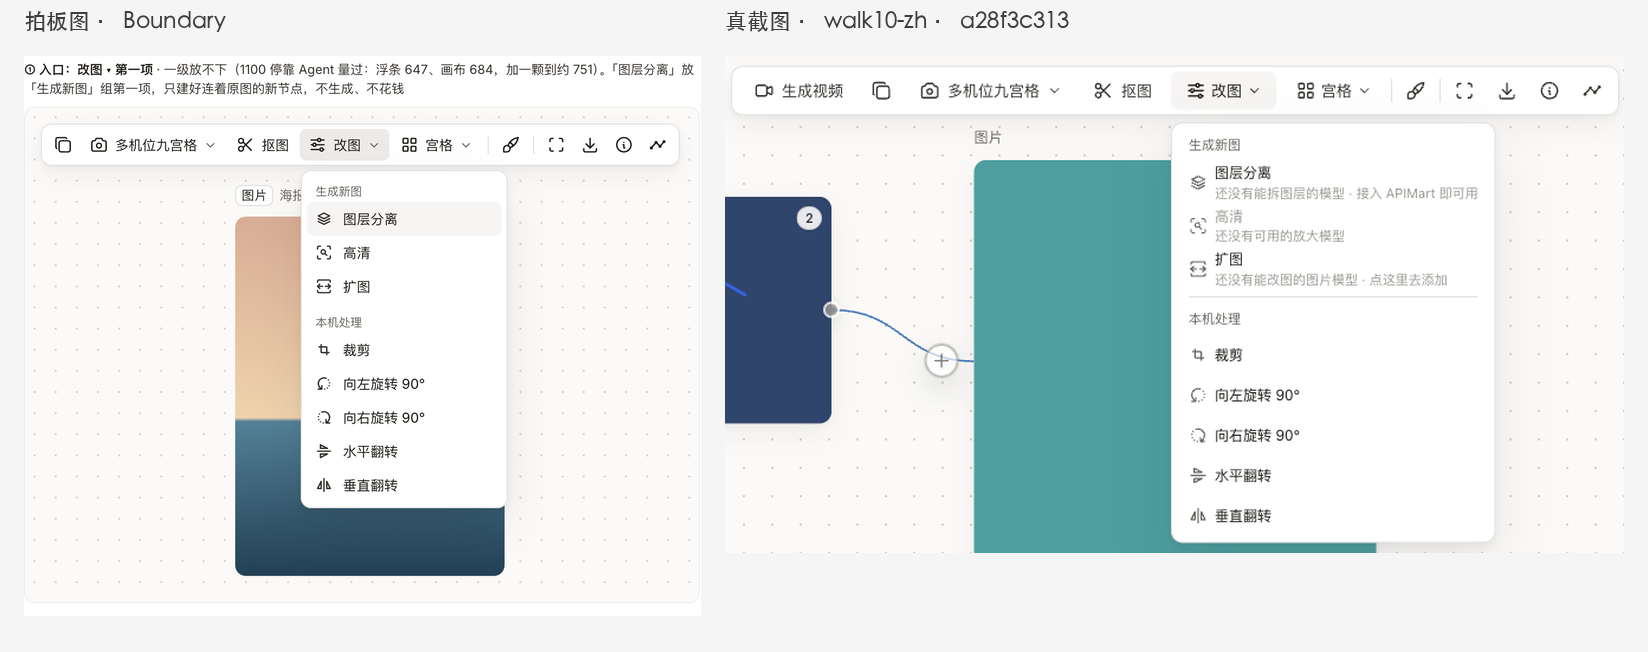 拍板图 · Boundary
① 入口：改图 · 第一项 · 一级放不下（1100 停靠 Agent 量过：浮条 647、画布 684，加一颗到约 751）。「图层分离」放
「生成新图」组第一项，只建好连着原图的新节点，不生成、不花钱
多机位九宫格 抠图 改图 宫格
图片 海报
生成新图
图层分离
高清
扩图
本机处理
裁剪
向左旋转 90°
向右旋转 90°
水平翻转
垂直翻转
真截图 · walk10-zh · a28f3c313
生成视频 多机位九宫格 抠图 改图 宫格
图片
2
生成新图
图层分离
还没有能拆图层的模型 · 接入 APIMart 即可用
高清
还没有可用的放大模型
扩图
还没有能改图的图片模型 · 点这里去添加
本机处理
裁剪
向左旋转 90°
向右旋转 90°
水平翻转
垂直翻转